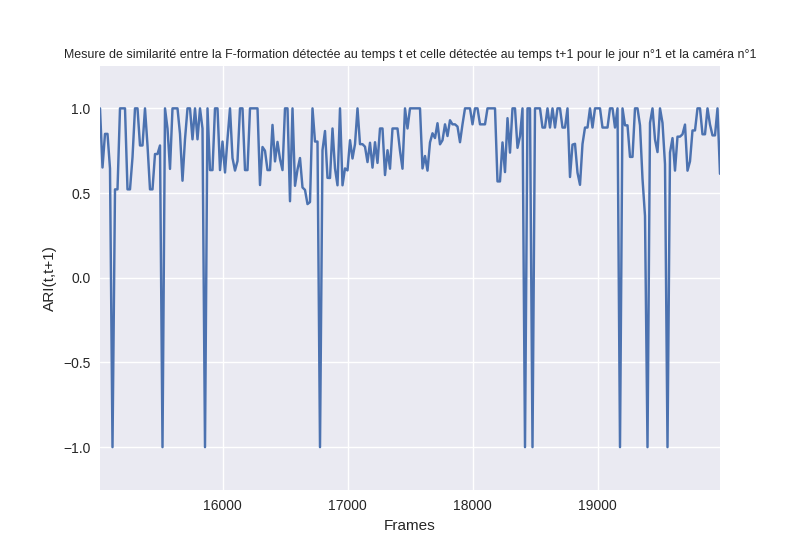 Mesure de similarité entre la F-formation détectée au temps t et celle détectée au temps t+1 pour le jour n°1 et la caméra n°1
1.0
0.5
0.0
−0.5
−1.0
ARI(t,t+1)
16000 17000 18000 19000
Frames